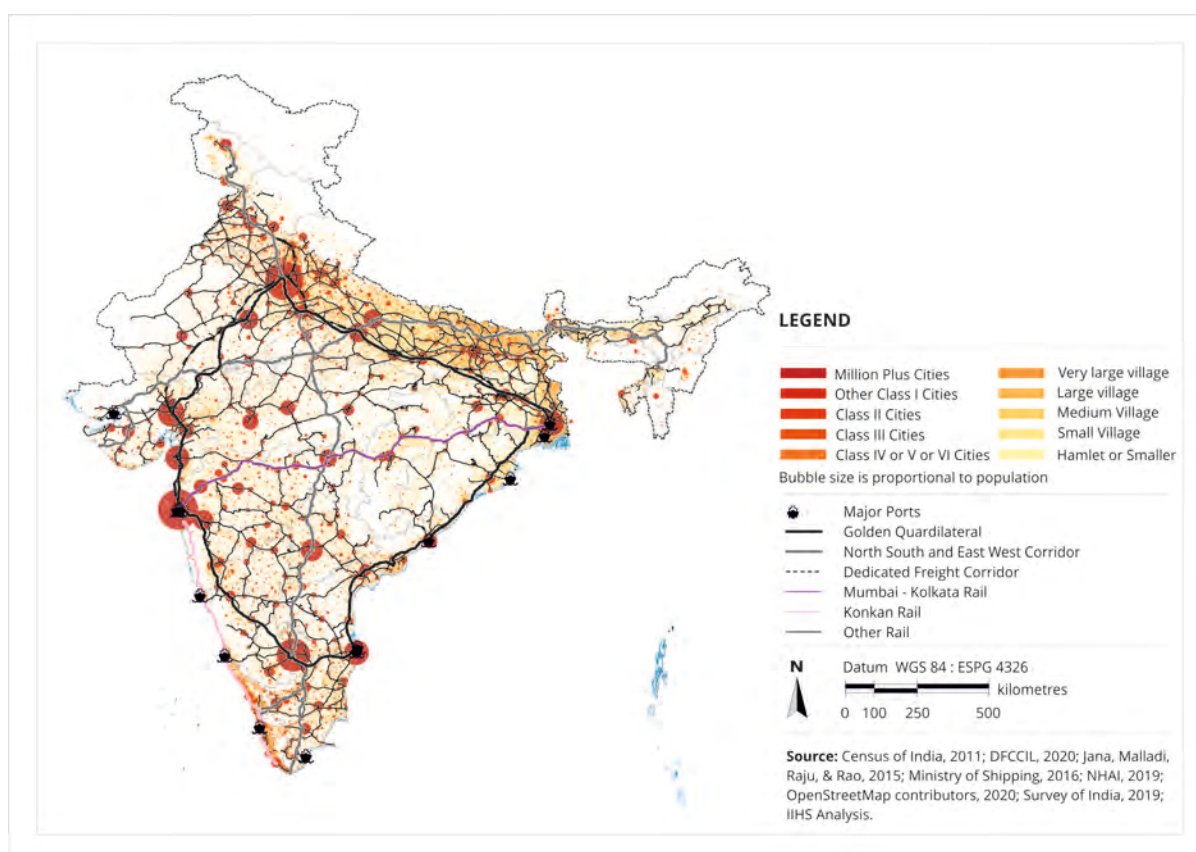 LEGEND
Million Plus Cities
Other Class I Cities
Class II Cities
Class III Cities
Class IV or V or VI Cities
Very large village
Large village
Medium Village
Small Village
Hamlet or Smaller
Bubble size is proportional to population
Major Ports
Golden Quardilateral
North South and East West Corridor
Dedicated Freight Corridor
Mumbai - Kolkata Rail
Konkan Rail
Other Rail
N
Datum WGS 84 : ESPG 4326
kilometres
0 100 250 500
Source: Census of India, 2011; DFCCIL, 2020; Jana, Malladi,
Raju, & Rao, 2015; Ministry of Shipping, 2016; NHAI, 2019;
OpenStreetMap contributors, 2020; Survey of India, 2019;
IIHS Analysis.